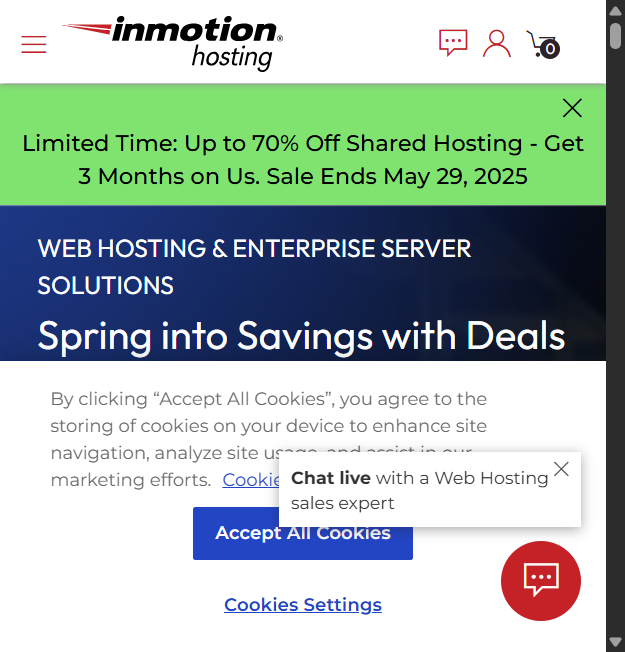 inmotion®
hosting
0
Limited Time: Up to 70% Off Shared Hosting - Get
3 Months on Us. Sale Ends May 29, 2025
WEB HOSTING & ENTERPRISE SERVER
SOLUTIONS
Spring into Savings with Deals
By clicking “Accept All Cookies”, you agree to the
storing of cookies on your device to enhance site
navigation, analyze site usage, and assist in our
marketing efforts. Cookie
Chat live with a Web Hosting
sales expert
Accept All Cookies
Cookies Settings